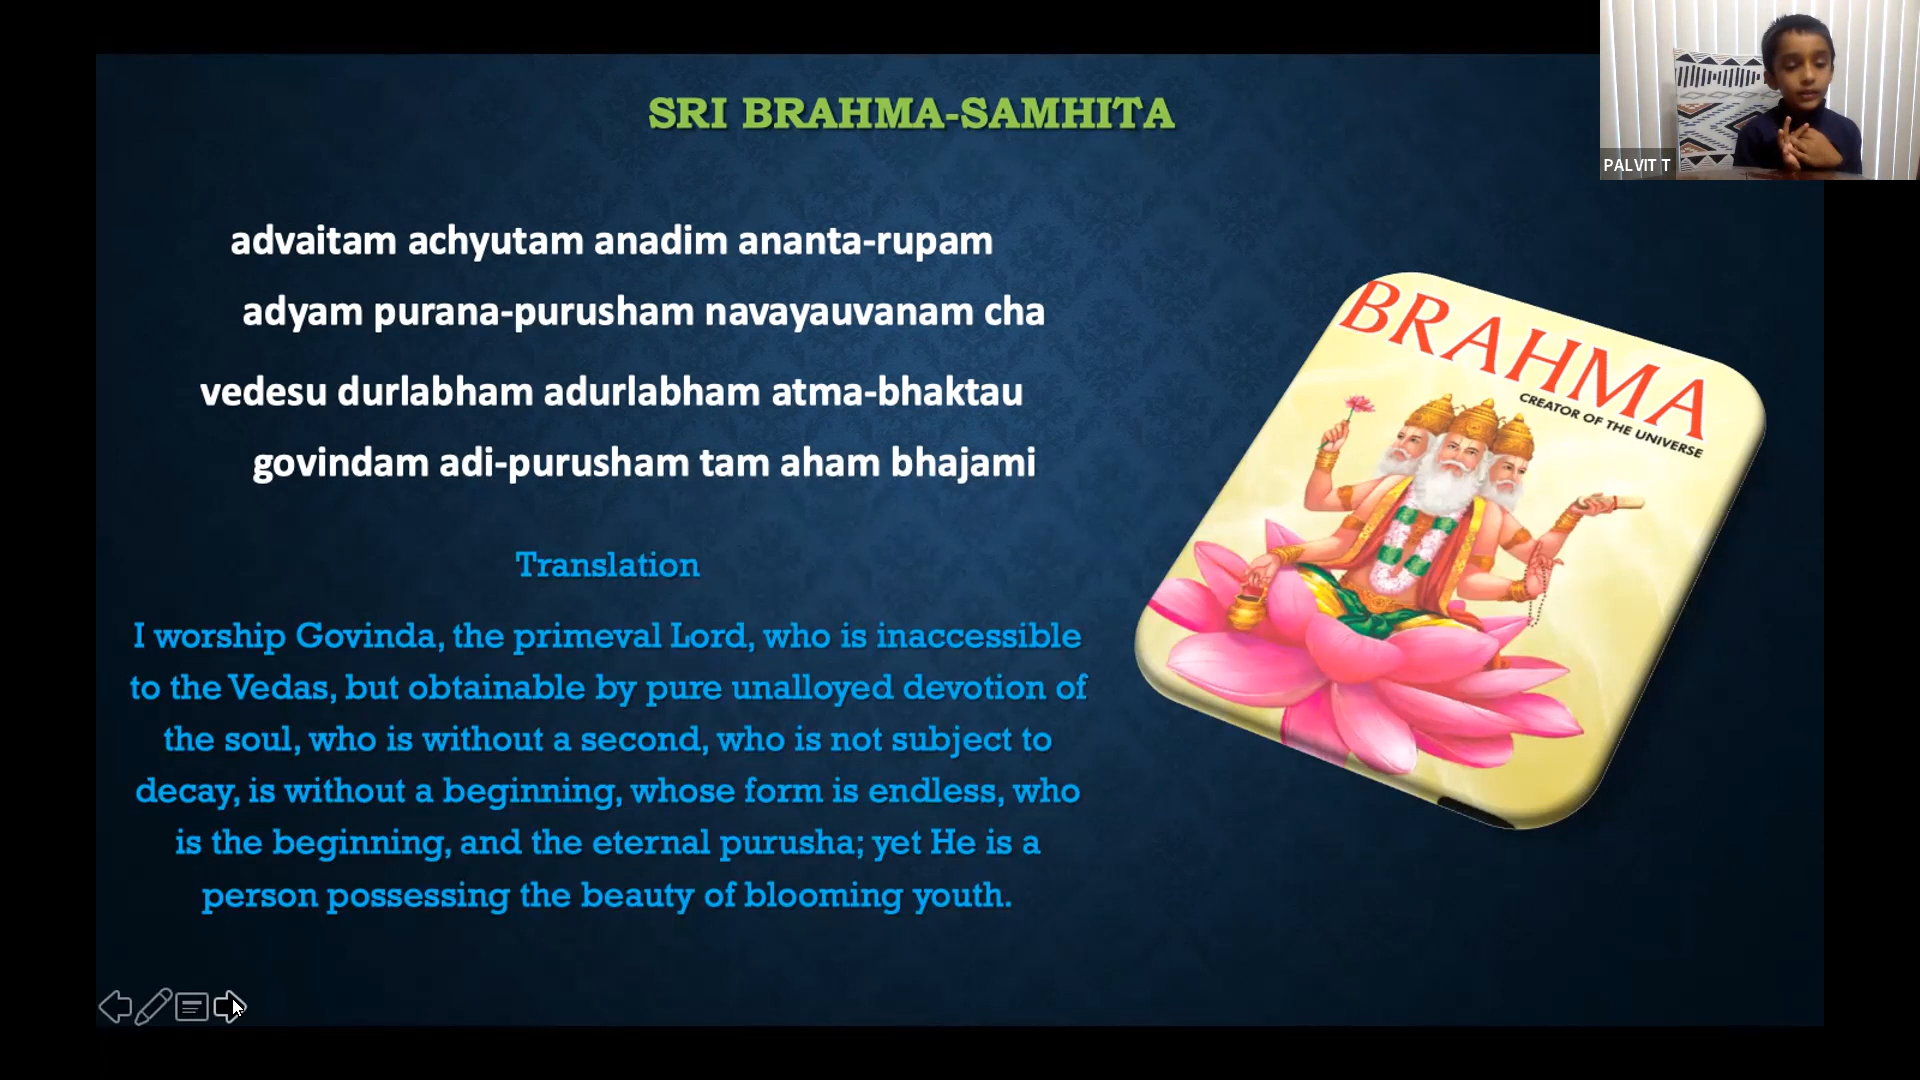 SRI BRAHMA-SAMHITA
PALVIT T
advaitam achyutam anadim ananta-rupam
adyam purana-purusham navayauvanam cha
vedesu durlabham adurlabham atma-bhaktau
govindam adi-purusham tam aham bhajami
BRAHMA
CREATOR OF THE UNIVERSE
Translation
I worship Govinda, the primeval Lord, who is inaccessible
to the Vedas, but obtainable by pure unalloyed devotion of
the soul, who is without a second, who is not subject to
decay, is without a beginning, whose form is endless, who
is the beginning, and the eternal purusha; yet He is a
person possessing the beauty of blooming youth.